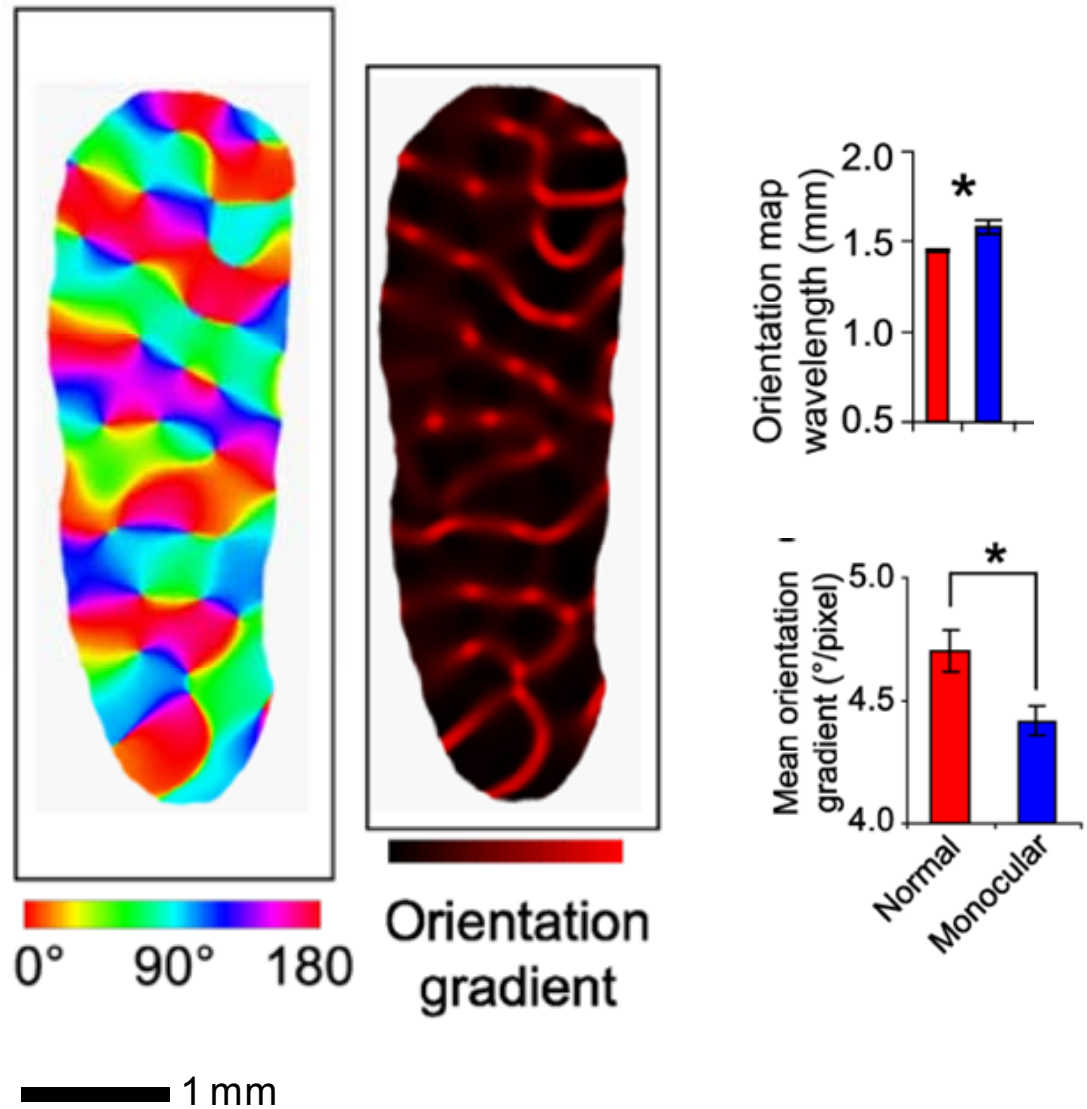 0° 90° 180
Orientation
gradient
1 mm
Orientation map
wavelength (mm)
2.0
1.5
1.0
0.5
*
Mean orientation
gradient (°/pixel)
5.0
4.5
4.0
*
Normal
Monocular